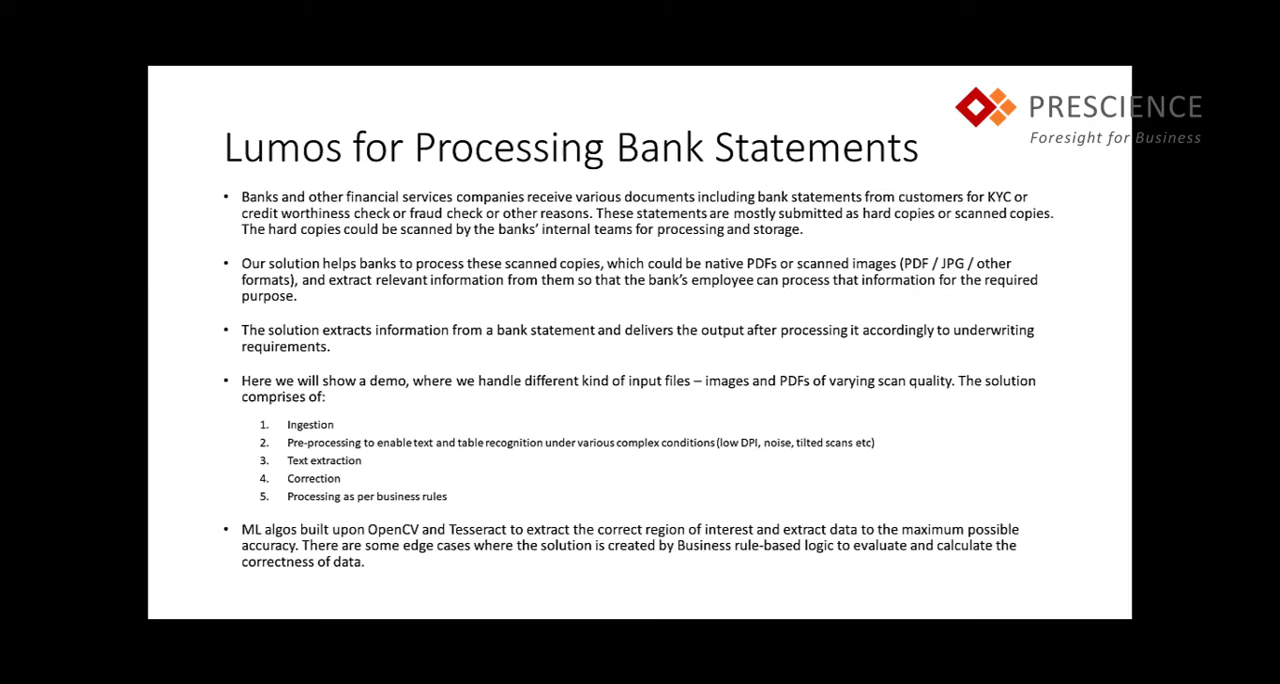 PRESCIENCE
Foresight for Business
Lumos for Processing Bank Statements
• Banks and other financial services companies receive various documents including bank statements from customers for KYC or
credit worthiness check or fraud check or other reasons. These statements are mostly submitted as hard copies or scanned copies.
The hard copies could be scanned by the banks' internal teams for processing and storage.
• Our solution helps banks to process these scanned copies, which could be native PDFs or scanned images (PDF / JPG / other
formats), and extract relevant information from them so that the bank's employee can process that information for the required
purpose.
• The solution extracts information from a bank statement and delivers the output after processing it accordingly to underwriting
requirements.
• Here we will show a demo, where we handle different kind of input files – images and PDFs of varying scan quality. The solution
comprises of:
1. Ingestion
2. Pre-processing to enable text and table recognition under various complex conditions (low DPI, noise, tilted scans etc)
3. Text extraction
4. Correction
5. Processing as per business rules
• ML algos built upon OpenCV and Tesseract to extract the correct region of interest and extract data to the maximum possible
accuracy. There are some edge cases where the solution is created by Business rule-based logic to evaluate and calculate the
correctness of data.